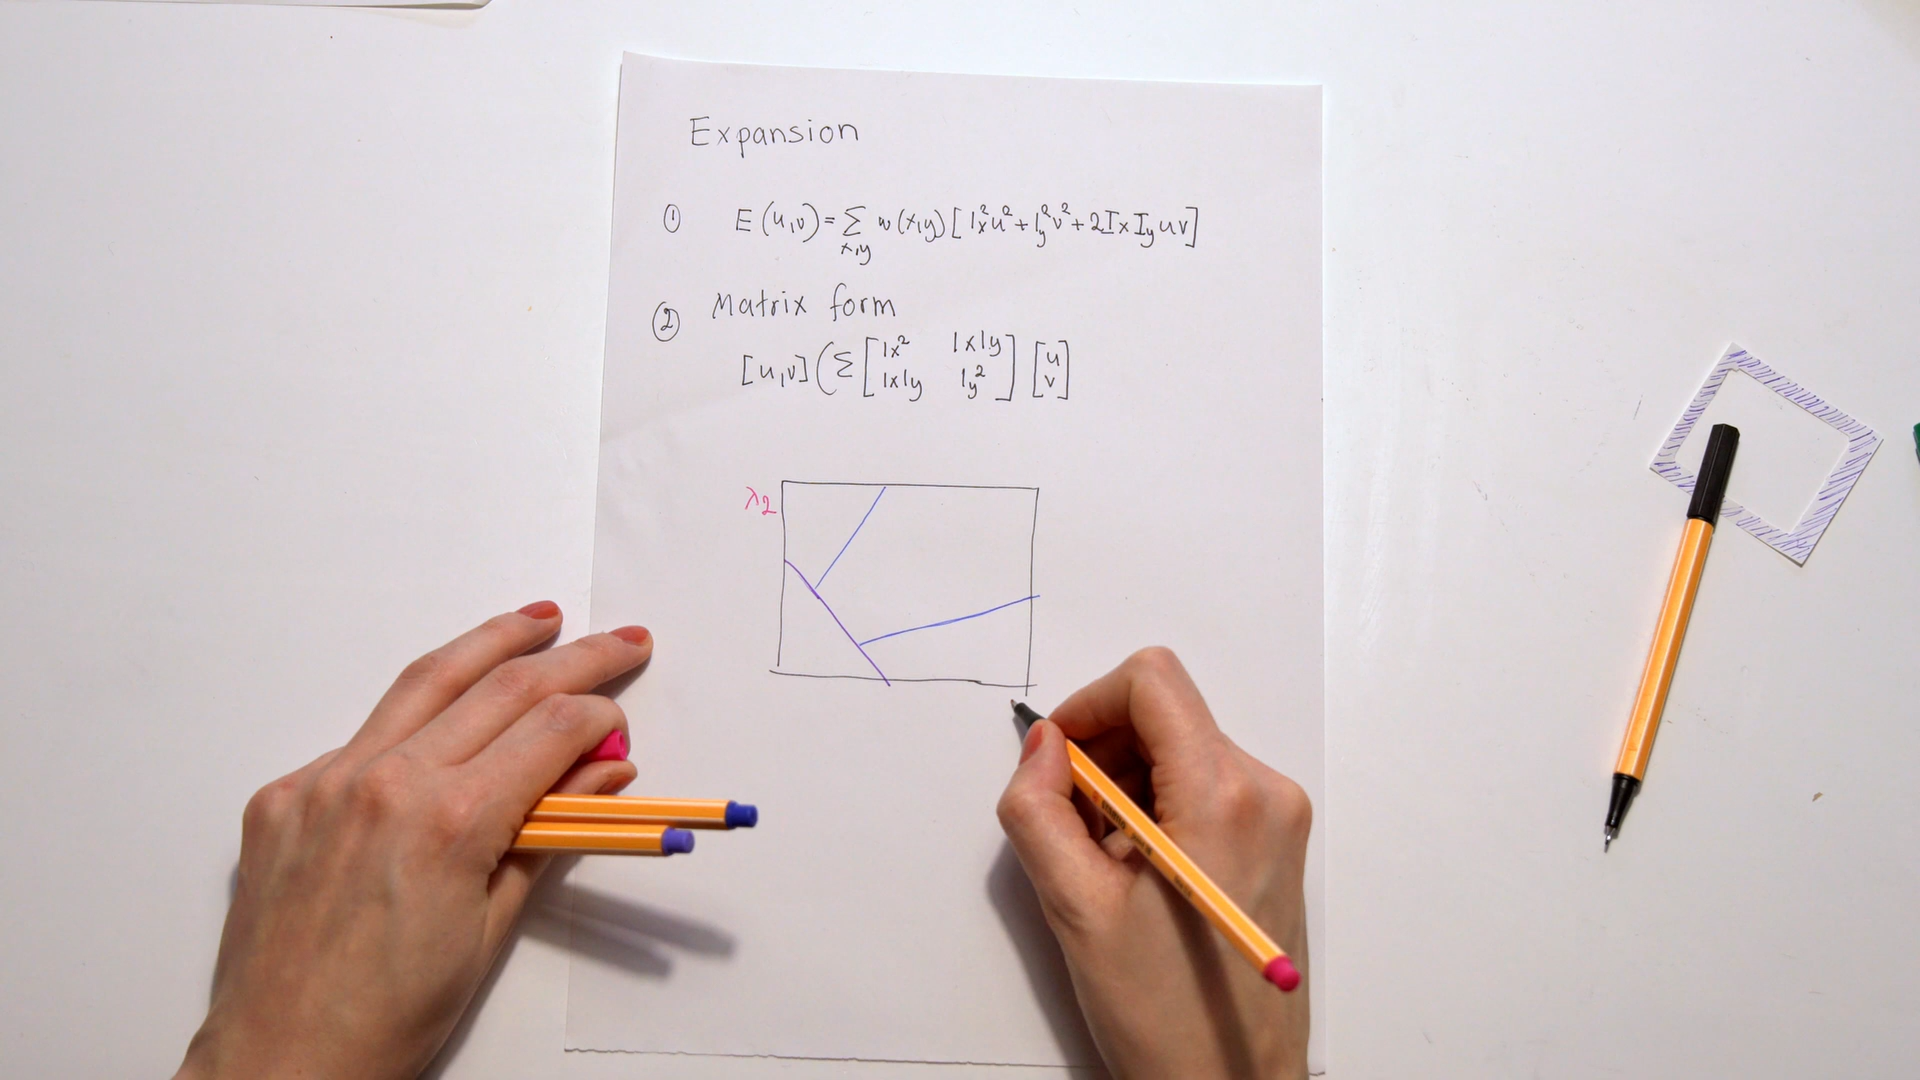 Expansion
① E(u,v) = Σ w(x,y) [Ix²u² + Iy²v² + 2IxIyuv]
x,y
② Matrix form
[u,v] (Σ [Ix² IxIy] [u]
[IxIy Iy²] [v]
λ2